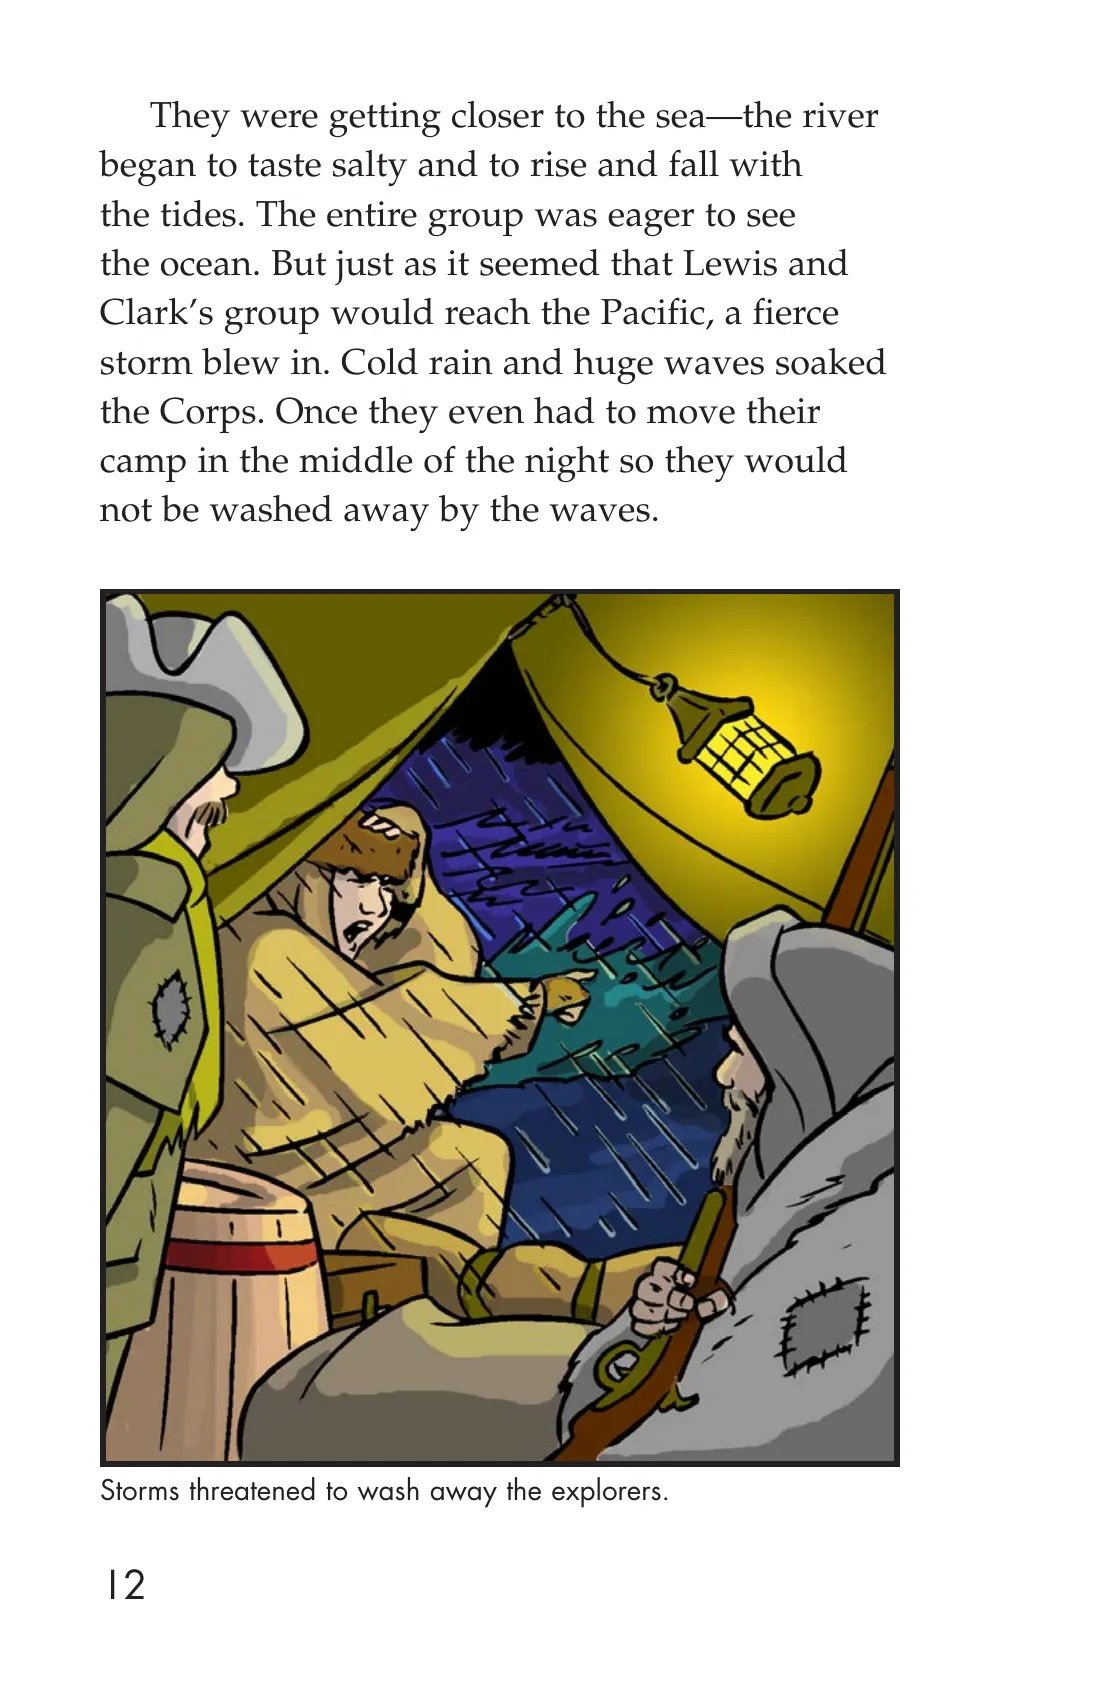 They were getting closer to the sea—the river
began to taste salty and to rise and fall with
the tides. The entire group was eager to see
the ocean. But just as it seemed that Lewis and
Clark’s group would reach the Pacific, a fierce
storm blew in. Cold rain and huge waves soaked
the Corps. Once they even had to move their
camp in the middle of the night so they would
not be washed away by the waves.
Storms threatened to wash away the explorers.
12